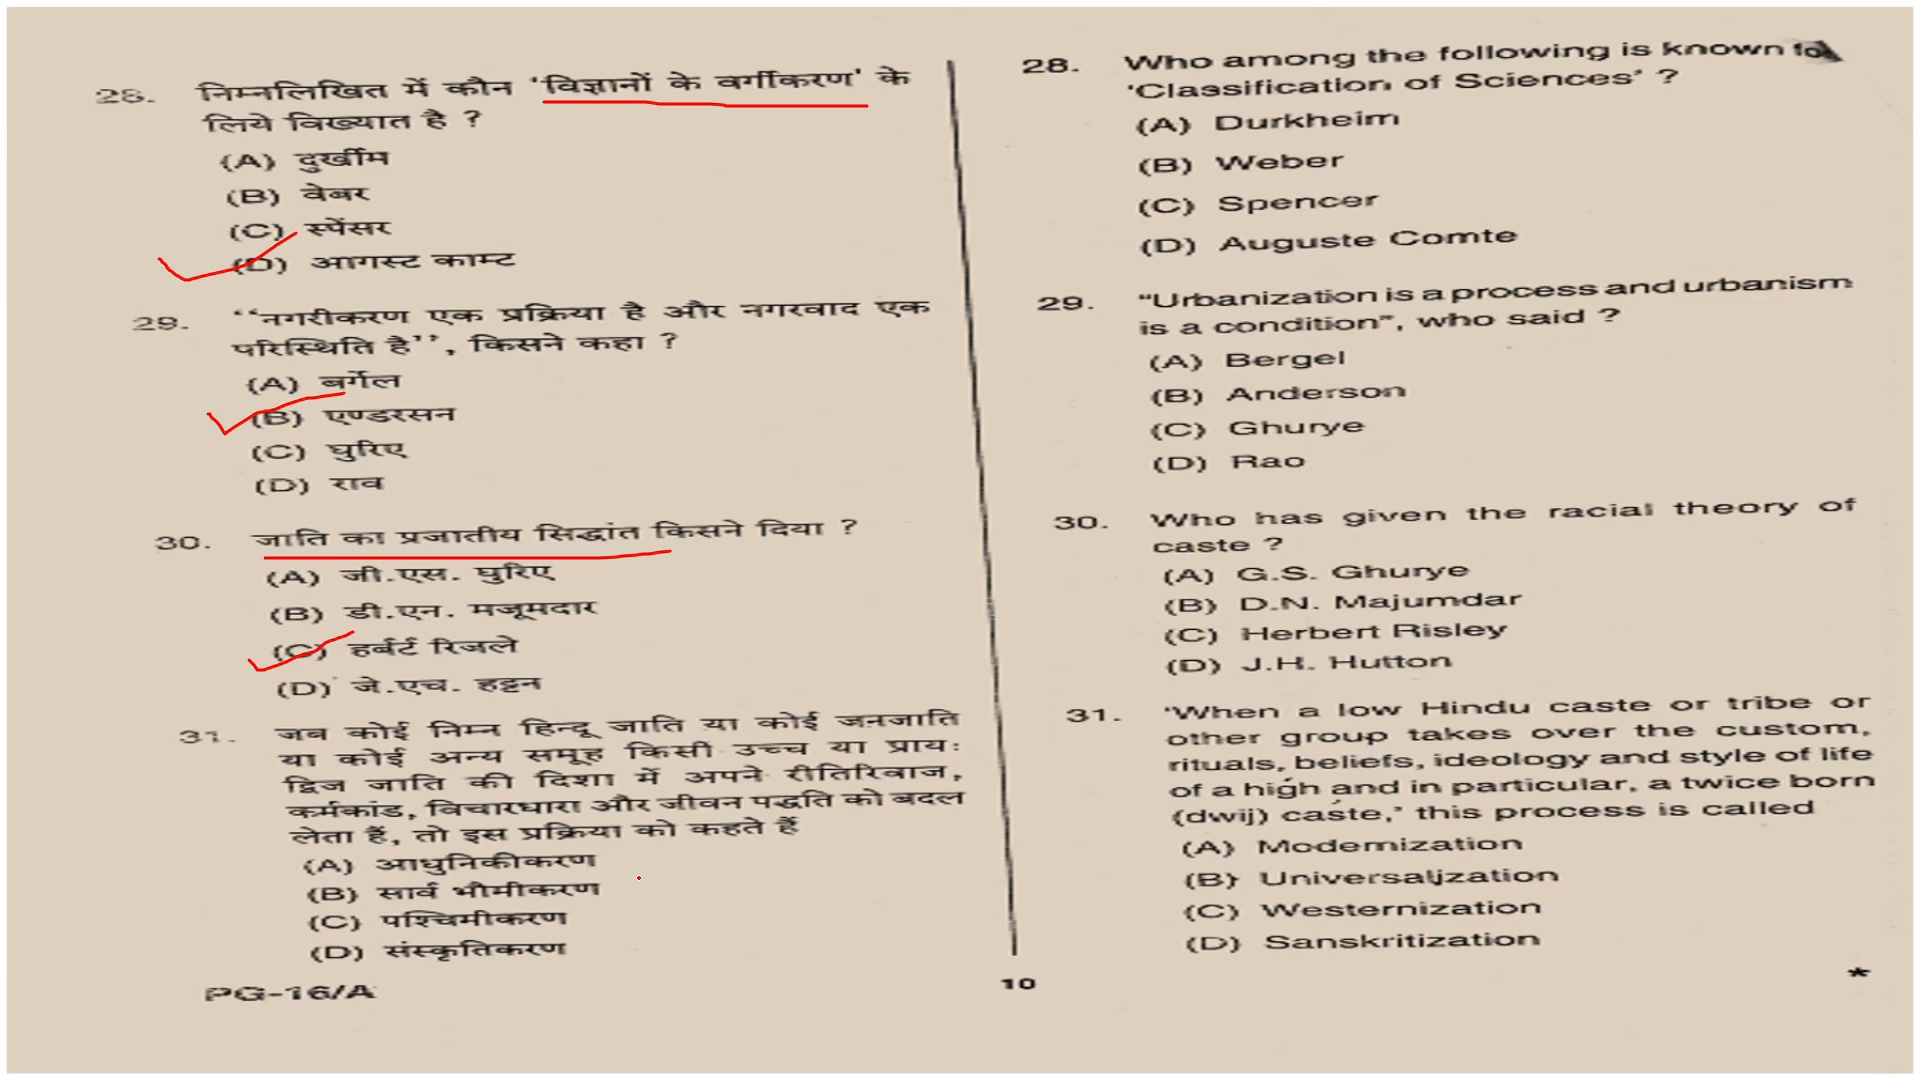 28. निम्नलिखित में कौन 'विज्ञानों के वर्गीकरण' के
लिये विख्यात है ?
(A) दुर्खीम
(B) वेबर
(C) स्पेंसर
(D) आगस्ट काम्ट
29. ‘‘नगरीकरण एक प्रक्रिया है और नगरवाद एक
परिस्थिति है’’, किसने कहा ?
(A) बर्गेल
(B) एण्डरसन
(C) घुरिए
(D) राव
30. जाति का प्रजातीय सिद्धांत किसने दिया ?
(A) जी.एस. घुरिए
(B) डी.एन. मजूमदार
(C) हर्बर्ट रिजले
(D) जे.एच. हट्टन
31. जब कोई निम्न हिन्दू जाति या कोई जनजाति
या कोई अन्य समूह किसी उच्च या प्रायः
द्विज जाति की दिशा में अपने रीतिरिवाज,
कर्मकांड, विचारधारा और जीवन पद्धति को बदल
लेता हैं, तो इस प्रक्रिया को कहते हैं
(A) आधुनिकीकरण
(B) सार्व भौमीकरण
(C) पश्चिमीकरण
(D) संस्कृतिकरण
28. Who among the following is known for
'Classification of Sciences' ?
(A) Durkheim
(B) Weber
(C) Spencer
(D) Auguste Comte
29. "Urbanization is a process and urbanism
is a condition", who said ?
(A) Bergel
(B) Anderson
(C) Ghurye
(D) Rao
30. Who has given the racial theory of
caste ?
(A) G.S. Ghurye
(B) D.N. Majumdar
(C) Herbert Risley
(D) J.H. Hutton
31. 'When a low Hindu caste or tribe or
other group takes over the custom,
rituals, beliefs, ideology and style of life
of a high and in particular, a twice born
(dwij) caste,' this process is called
(A) Modernization
(B) Universalization
(C) Westernization
(D) Sanskritization
PG-16/A 10 *